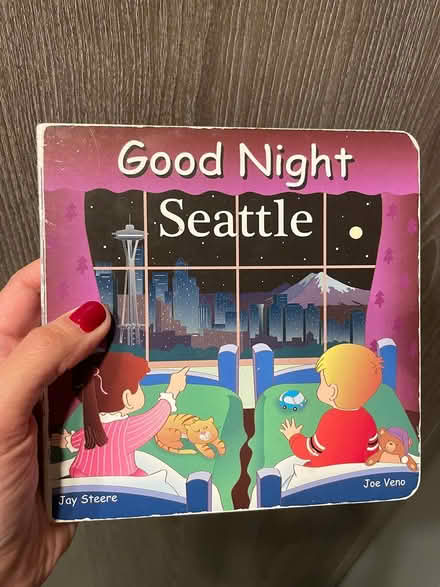 Good Night
Seattle
Jay Steere
Joe Veno